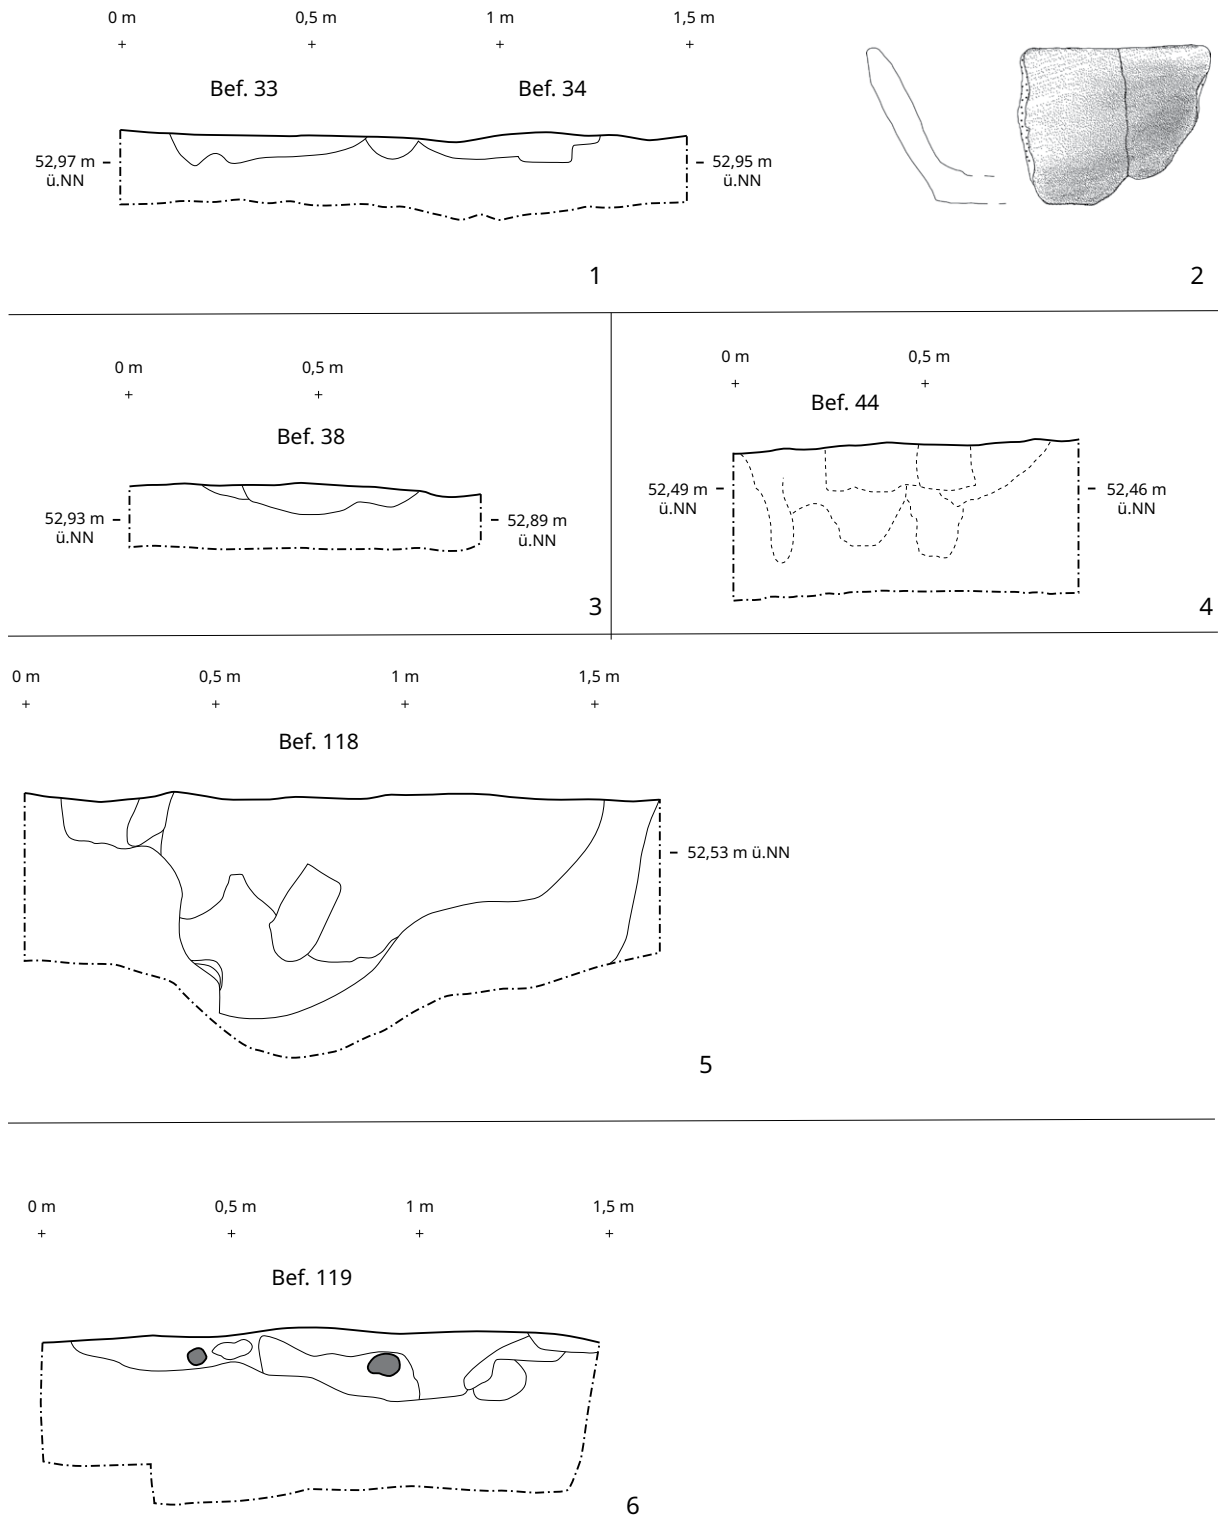 0 m 0,5 m 1 m 1,5 m
Bef. 33 Bef. 34
52,97 m
ü.NN
52,95 m
ü.NN
1
2
0 m 0,5 m
Bef. 38
52,93 m
ü.NN
52,89 m
ü.NN
3
0 m 0,5 m
Bef. 44
52,49 m
ü.NN
52,46 m
ü.NN
4
0 m 0,5 m 1 m 1,5 m
Bef. 118
52,53 m ü.NN
5
0 m 0,5 m 1 m 1,5 m
Bef. 119
6